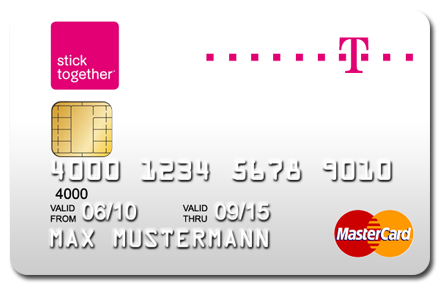 stick
together
T
4000 1234 5678 9010
4000
VALID FROM 06/10 VALID THRU 09/15
MAX MUSTERMANN
MasterCard